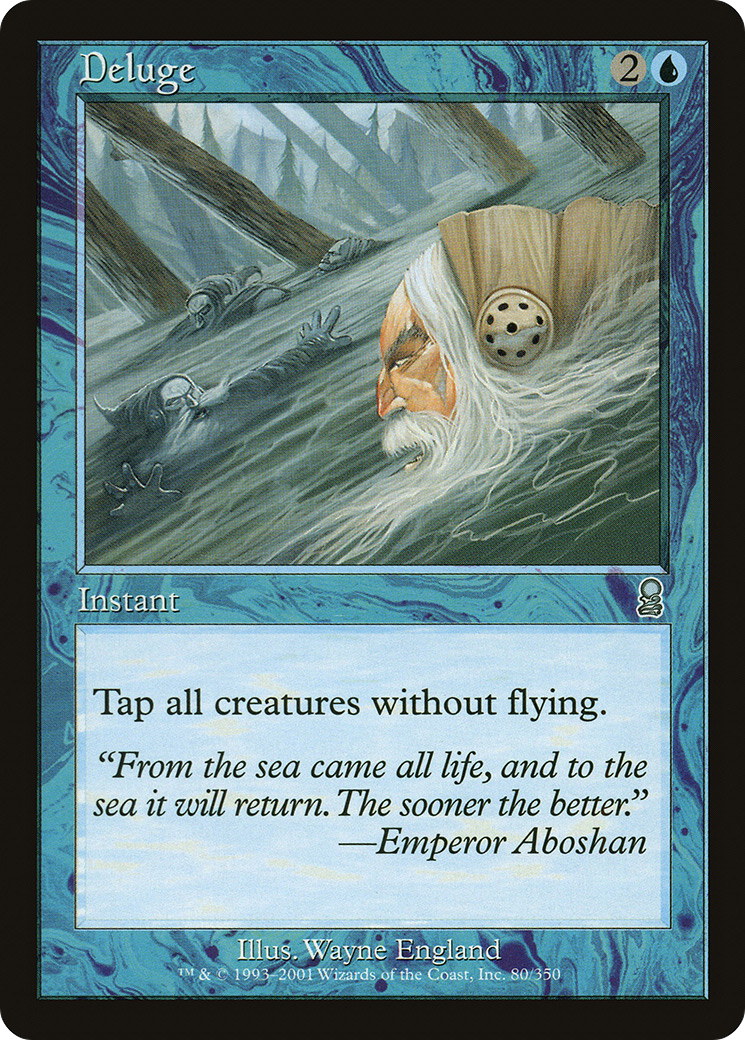 Deluge 2
Instant
Tap all creatures without flying.
“From the sea came all life, and to the
sea it will return. The sooner the better.”
—Emperor Aboshan
Illus. Wayne England
™ & © 1993–2001 Wizards of the Coast, Inc. 80/350